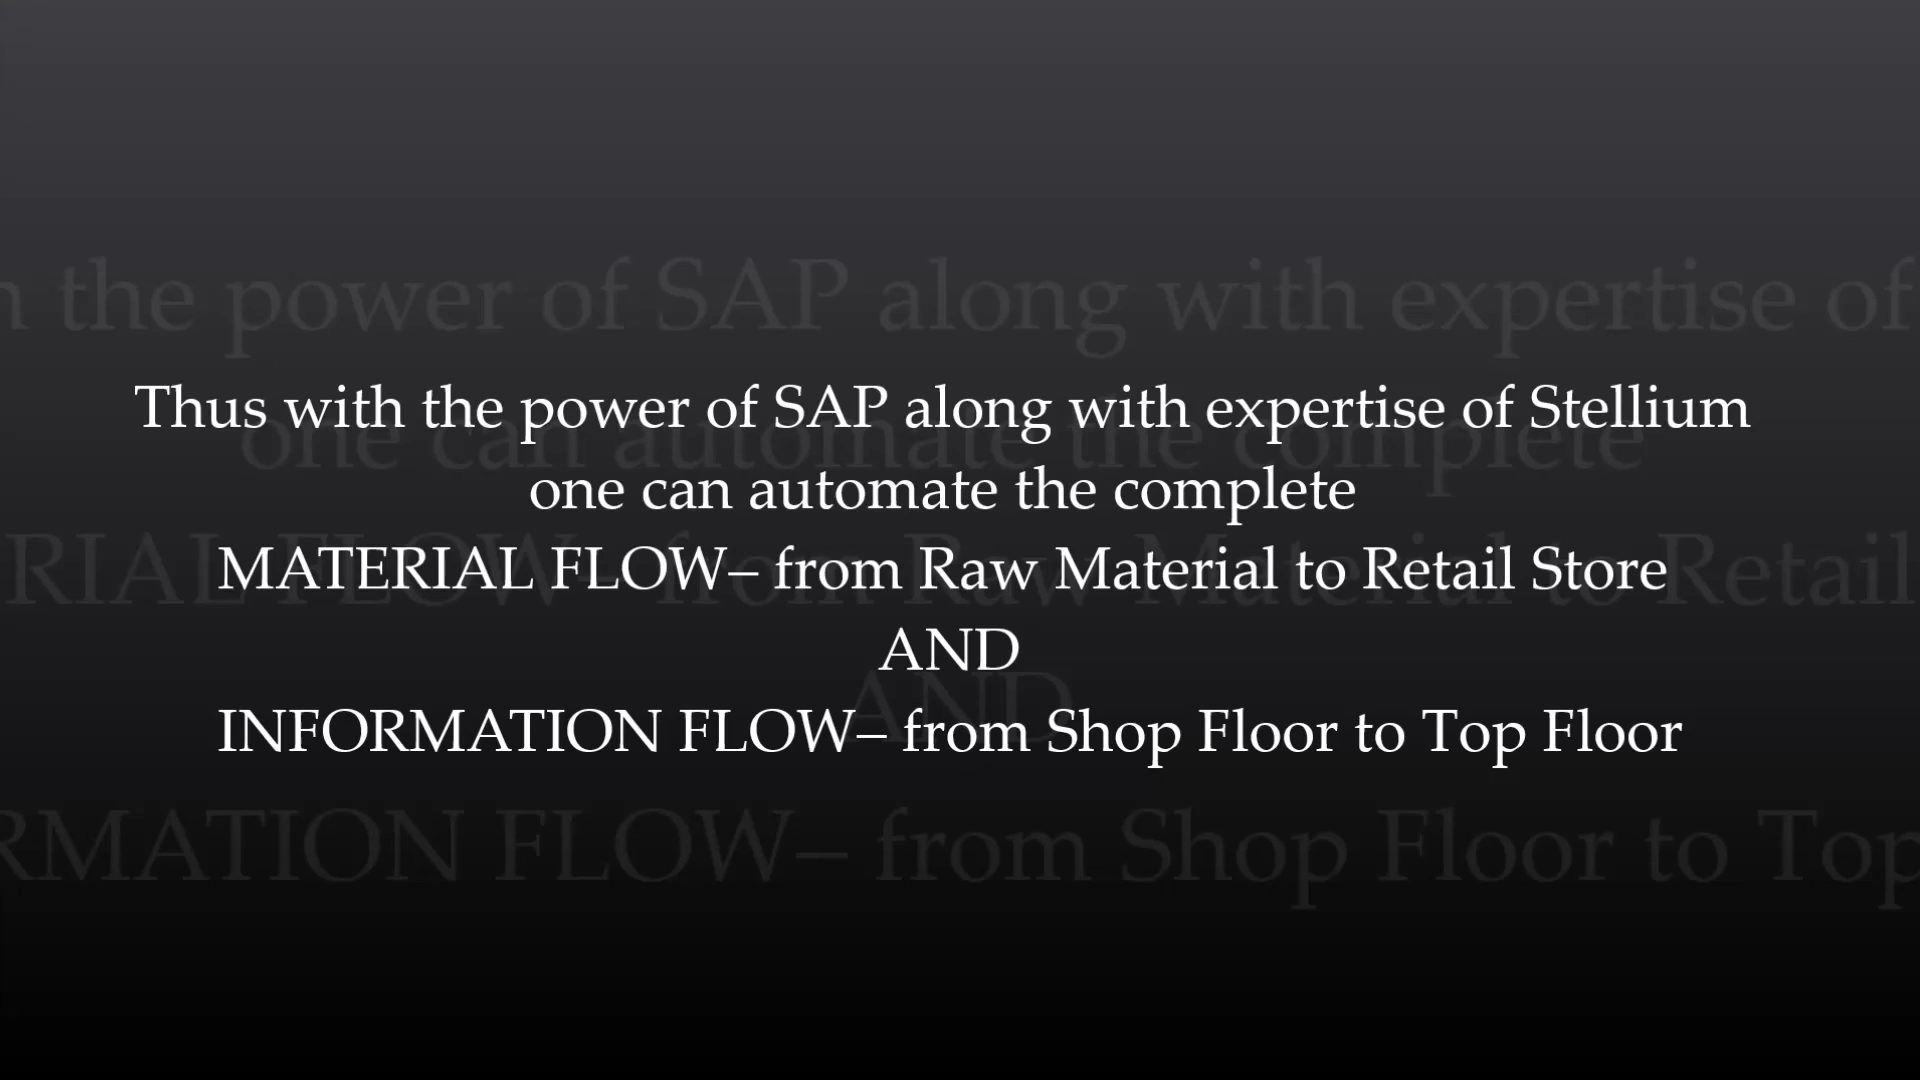 Thus with the power of SAP along with expertise of Stellium
one can automate the complete
MATERIAL FLOW– from Raw Material to Retail Store
AND
INFORMATION FLOW– from Shop Floor to Top Floor